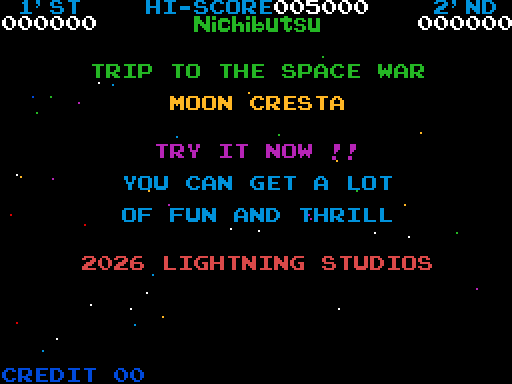 1'ST HI-SCORE005000 2'ND
000000 Nichibutsu 000000
TRIP TO THE SPACE WAR
MOON CRESTA
TRY IT NOW !!
YOU CAN GET A LOT
OF FUN AND THRILL
2026 LIGHTNING STUDIOS
CREDIT 00